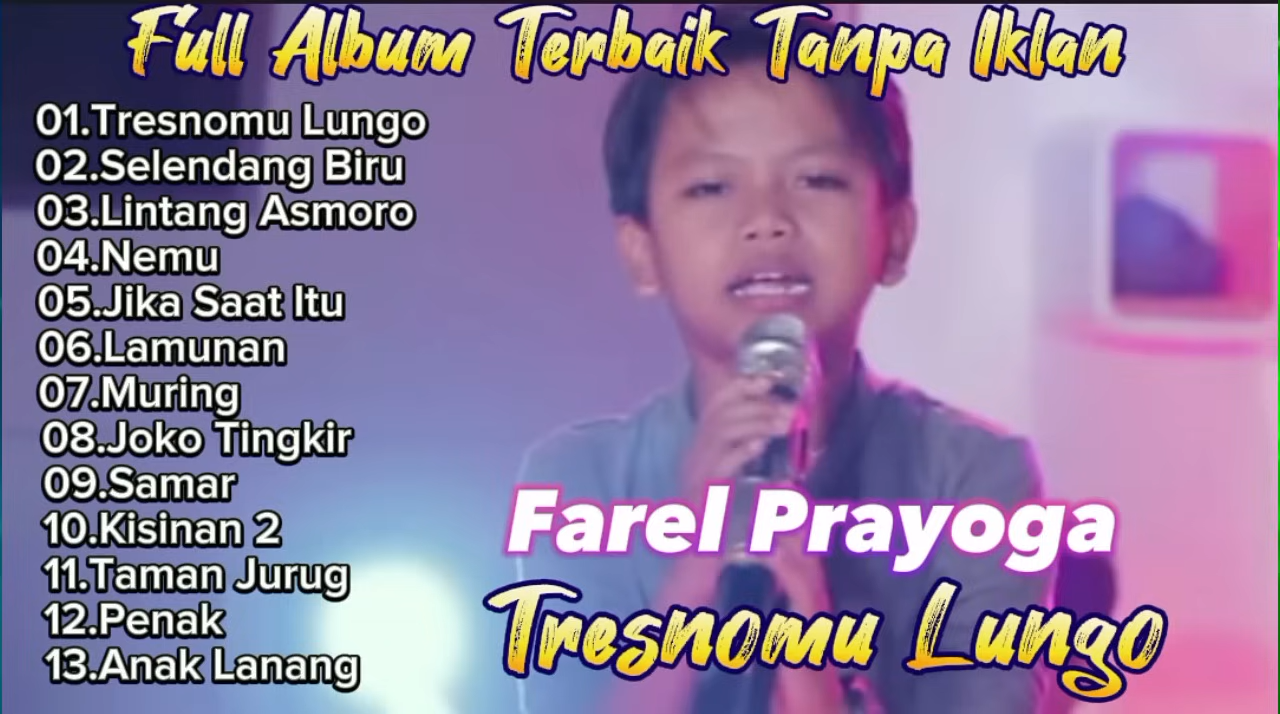 Full Album Terbaik Tanpa Iklan
01.Tresnomu Lungo
02.Selendang Biru
03.Lintang Asmoro
04.Nemu
05.Jika Saat Itu
06.Lamunan
07.Muring
08.Joko Tingkir
09.Samar
10.Kisinan 2
11.Taman Jurug
12.Penak
13.Anak Lanang
Farel Prayoga
Tresnomu Lungo